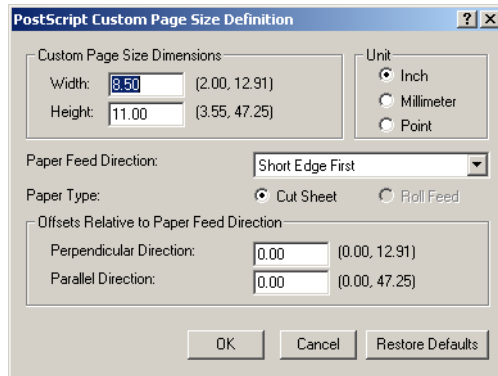 PostScript Custom Page Size Definition
Custom Page Size Dimensions
Width: 8.50 (2.00, 12.91)
Height: 11.00 (3.55, 47.25)
Unit
Inch
Millimeter
Point
Paper Feed Direction: Short Edge First
Paper Type: Cut Sheet Roll Feed
Offsets Relative to Paper Feed Direction
Perpendicular Direction: 0.00 (0.00, 12.91)
Parallel Direction: 0.00 (0.00, 47.25)
OK Cancel Restore Defaults